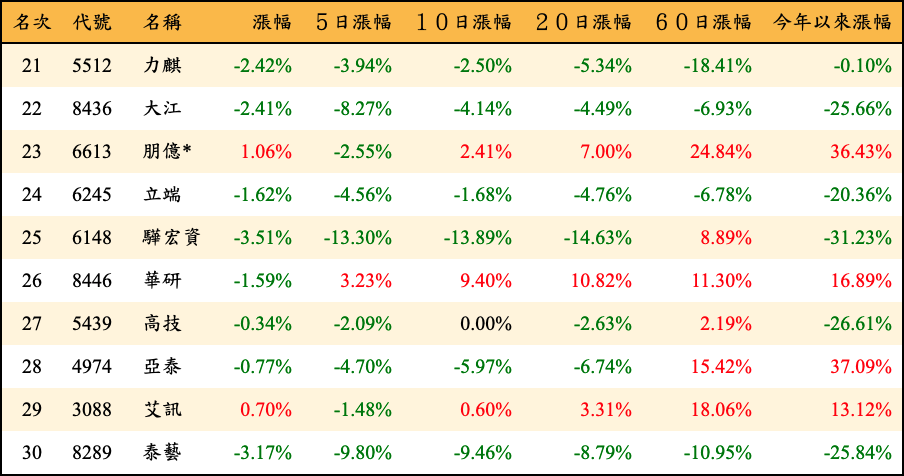 名次 代號 名稱 漲幅 ５日漲幅 １０日漲幅 ２０日漲幅 ６０日漲幅 今年以來漲幅
21 5512 力麒 -2.42% -3.94% -2.50% -5.34% -18.41% -0.10%
22 8436 大江 -2.41% -8.27% -4.14% -4.49% -6.93% -25.66%
23 6613 朋億* 1.06% -2.55% 2.41% 7.00% 24.84% 36.43%
24 6245 立端 -1.62% -4.56% -1.68% -4.76% -6.78% -20.36%
25 6148 驊宏資 -3.51% -13.30% -13.89% -14.63% 8.89% -31.23%
26 8446 華研 -1.59% 3.23% 9.40% 10.82% 11.30% 16.89%
27 5439 高技 -0.34% -2.09% 0.00% -2.63% 2.19% -26.61%
28 4974 亞泰 -0.77% -4.70% -5.97% -6.74% 15.42% 37.09%
29 3088 艾訊 0.70% -1.48% 0.60% 3.31% 18.06% 13.12%
30 8289 泰藝 -3.17% -9.80% -9.46% -8.79% -10.95% -25.84%